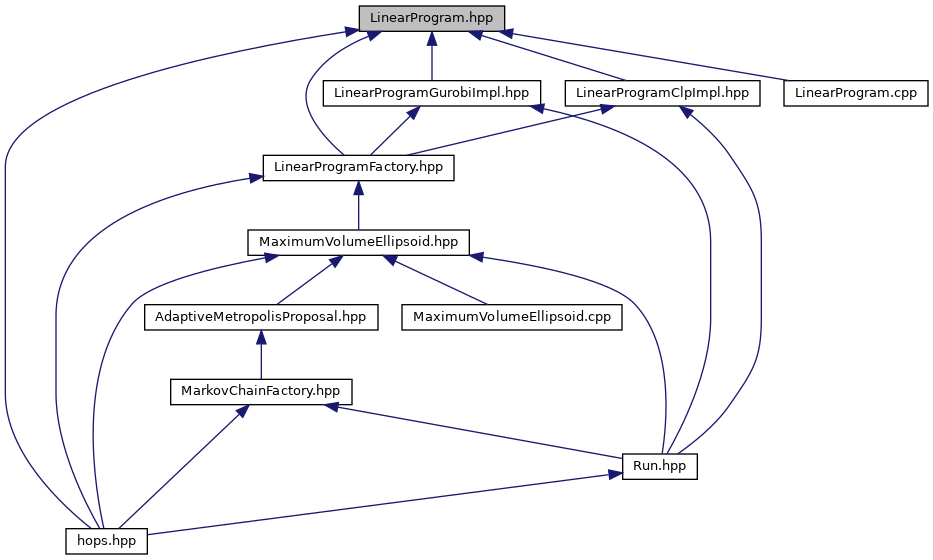 LinearProgram.hpp
LinearProgramGurobiImpl.hpp
LinearProgramClpImpl.hpp
LinearProgram.cpp
LinearProgramFactory.hpp
MaximumVolumeEllipsoid.hpp
AdaptiveMetropolisProposal.hpp
MaximumVolumeEllipsoid.cpp
MarkovChainFactory.hpp
Run.hpp
hops.hpp